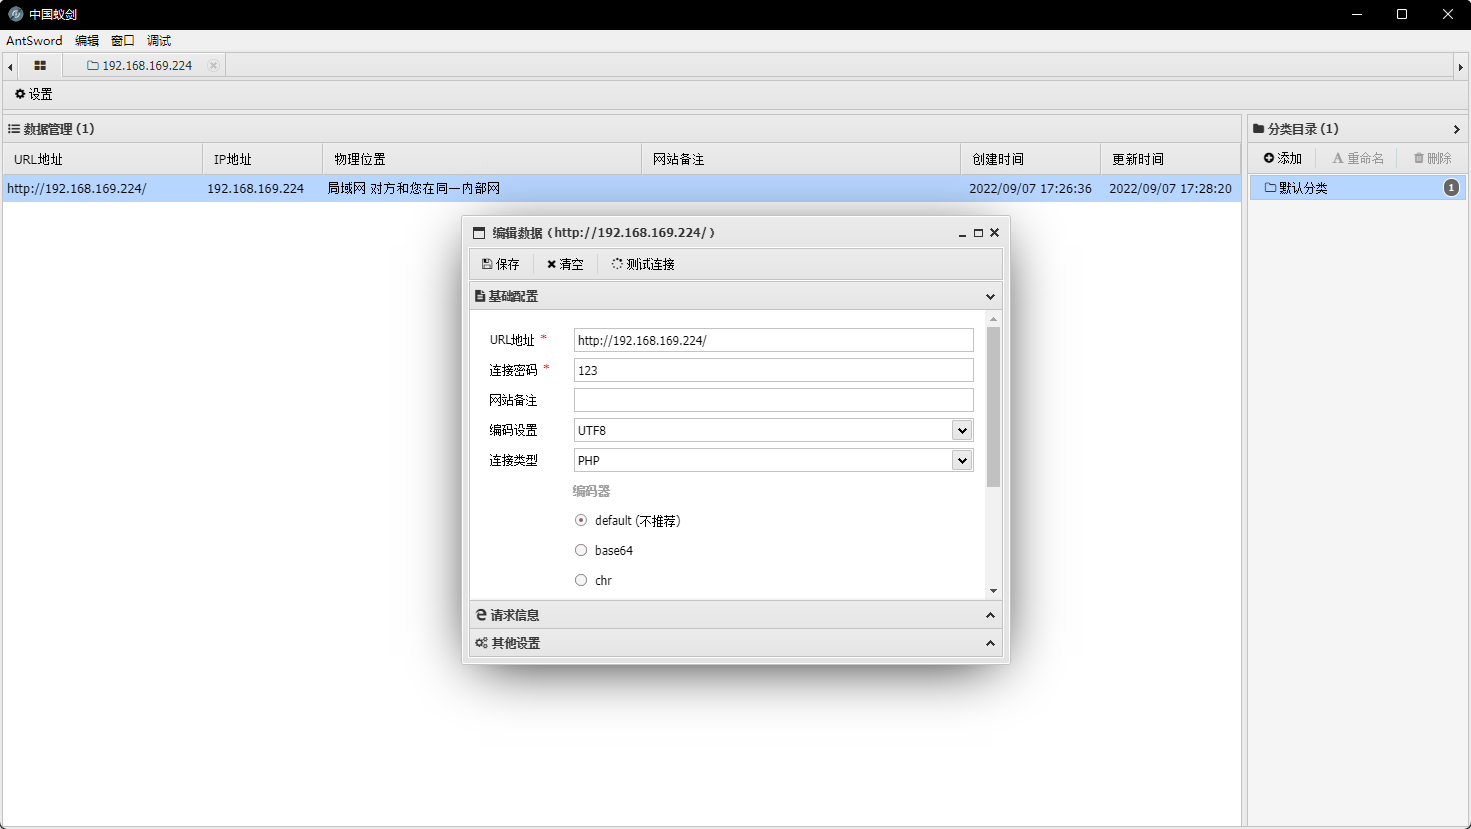 中国蚁剑
AntSword 编辑 窗口 调试
192.168.169.224
设置
数据管理 (1)
分类目录 (1)
URL地址 IP地址 物理位置 网站备注 创建时间 更新时间
添加 重命名 删除
http://192.168.169.224/ 192.168.169.224 局域网 对方和您在同一内部网 2022/09/07 17:26:36 2022/09/07 17:28:20
默认分类 1
编辑数据 (http://192.168.169.224/)
保存 清空 测试连接
基础配置
URL地址 * http://192.168.169.224/
连接密码 * 123
网站备注
编码设置 UTF8
连接类型 PHP
编码器
default (不推荐)
base64
chr
请求信息
其他设置